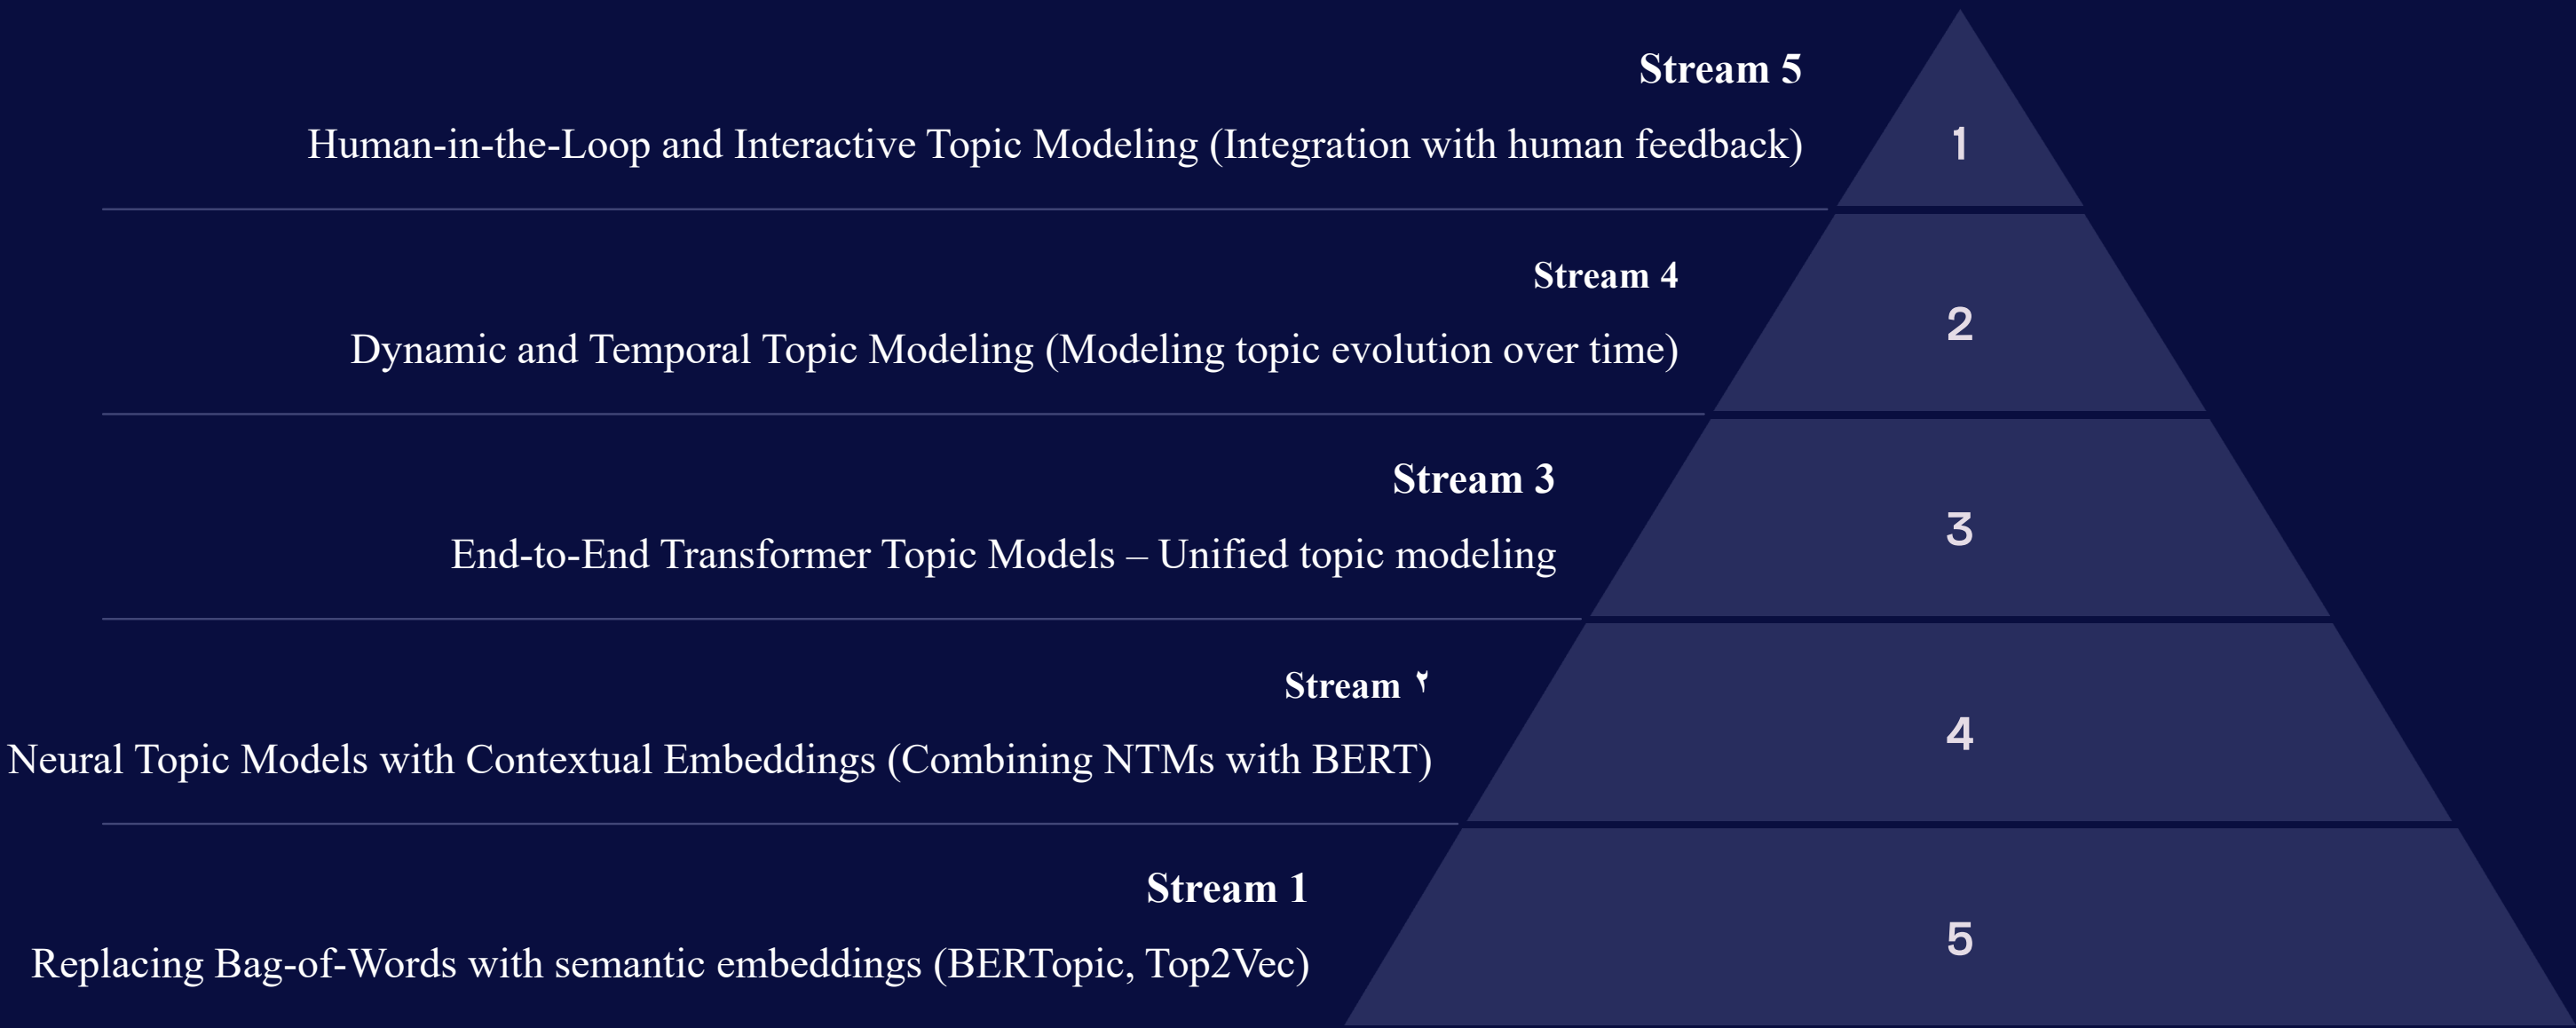 Stream 5
Human-in-the-Loop and Interactive Topic Modeling (Integration with human feedback)
1
Stream 4
Dynamic and Temporal Topic Modeling (Modeling topic evolution over time)
2
Stream 3
End-to-End Transformer Topic Models – Unified topic modeling
3
Stream ۲
Neural Topic Models with Contextual Embeddings (Combining NTMs with BERT)
4
Stream 1
Replacing Bag-of-Words with semantic embeddings (BERTopic, Top2Vec)
5